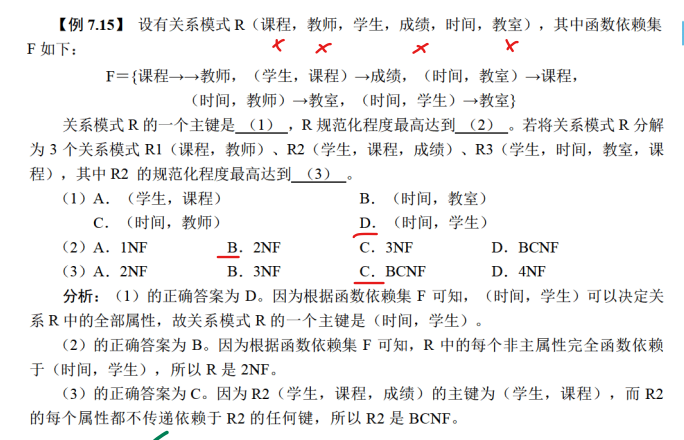 【例 7.15】 设有关系模式 R(课程,教师,学生,成绩,时间,教室),其中函数依赖集
F 如下:
F={课程→→教师,(学生,课程)→成绩,(时间,教室)→课程,
(时间,教师)→教室,(时间,学生)→教室}
关系模式 R 的一个主键是 (1) ,R 规范化程度最高达到 (2) 。若将关系模式 R 分解
为 3 个关系模式 R1(课程,教师)、R2(学生,课程,成绩)、R3(学生,时间,教室,课
程),其中 R2 的规范化程度最高达到 (3) 。
(1)A. (学生,课程) B. (时间,教室)
C. (时间,教师) D. (时间,学生)
(2)A. 1NF B. 2NF C. 3NF D. BCNF
(3)A. 2NF B. 3NF C. BCNF D. 4NF
分析:(1)的正确答案为 D。因为根据函数依赖集 F 可知,(时间,学生)可以决定关
系 R 中的全部属性,故关系模式 R 的一个主键是(时间,学生)。
(2)的正确答案为 B。因为根据函数依赖集 F 可知,R 中的每个非主属性完全函数依赖
于(时间,学生),所以 R 是 2NF。
(3)的正确答案为 C。因为 R2(学生,课程,成绩)的主键为(学生,课程),而 R2
的每个属性都不传递依赖于 R2 的任何键,所以 R2 是 BCNF。